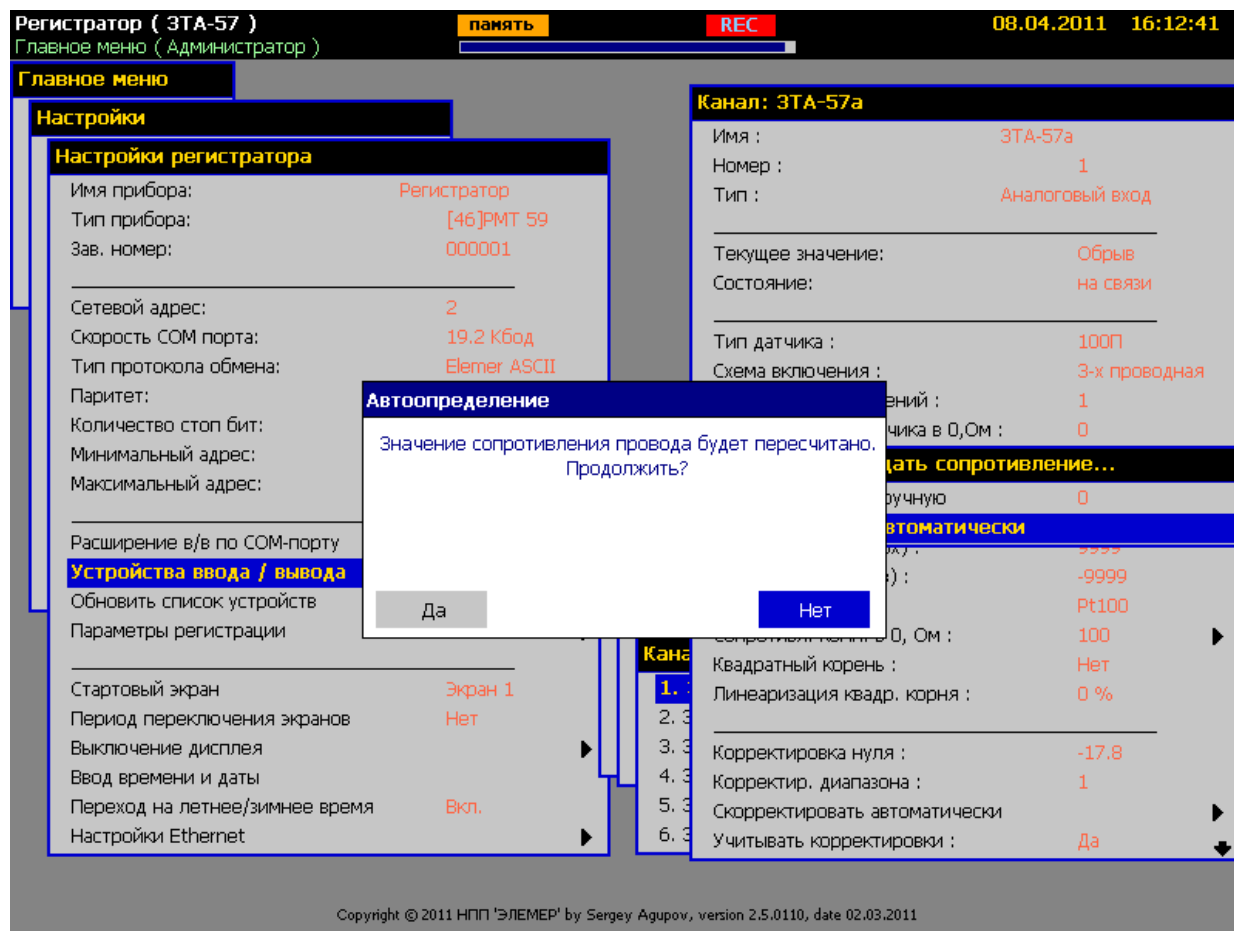 Регистратор ( ЗТА-57 )
память
REC
08.04.2011 16:12:41
Главное меню ( Администратор )
Главное меню
Настройки
Настройки регистратора
Имя прибора: Регистратор
Тип прибора: [46]РМТ 59
Зав. номер: 000001
Сетевой адрес: 2
Скорость COM порта: 19.2 Кбод
Тип протокола обмена: Elemer ASCII
Паритет:
Количество стоп бит:
Минимальный адрес:
Максимальный адрес:
Расширение в/в по COM-порту
Устройства ввода / вывода
Обновить список устройств
Параметры регистрации
Стартовый экран Экран 1
Период переключения экранов Нет
Выключение дисплея
Ввод времени и даты
Переход на летнее/зимнее время Вкл.
Настройки Ethernet
Автоопределение
Значение сопротивления провода будет пересчитано.
Продолжить?
Да Нет
1.
2. З
3. З
4. З
5. З
6. З
Канал: ЗТА-57а
Имя : ЗТА-57а
Номер : 1
Тип : Аналоговый вход
Текущее значение: Обрыв
Состояние: на связи
Тип датчика : 100П
Схема включения : 3-х проводная
1
в 0,Ом : 0
сопротивление...
0
-9999
Pt100
0, Ом : 100
Квадратный корень : Нет
Линеаризация квадр. корня : 0 %
Корректировка нуля : -17.8
Корректир. диапазона : 1
Скорректировать автоматически
Учитывать корректировки : Да
Copyright © 2011 НПП 'ЭЛЕМЕР' by Sergey Agupov, version 2.5.0110, date 02.03.2011